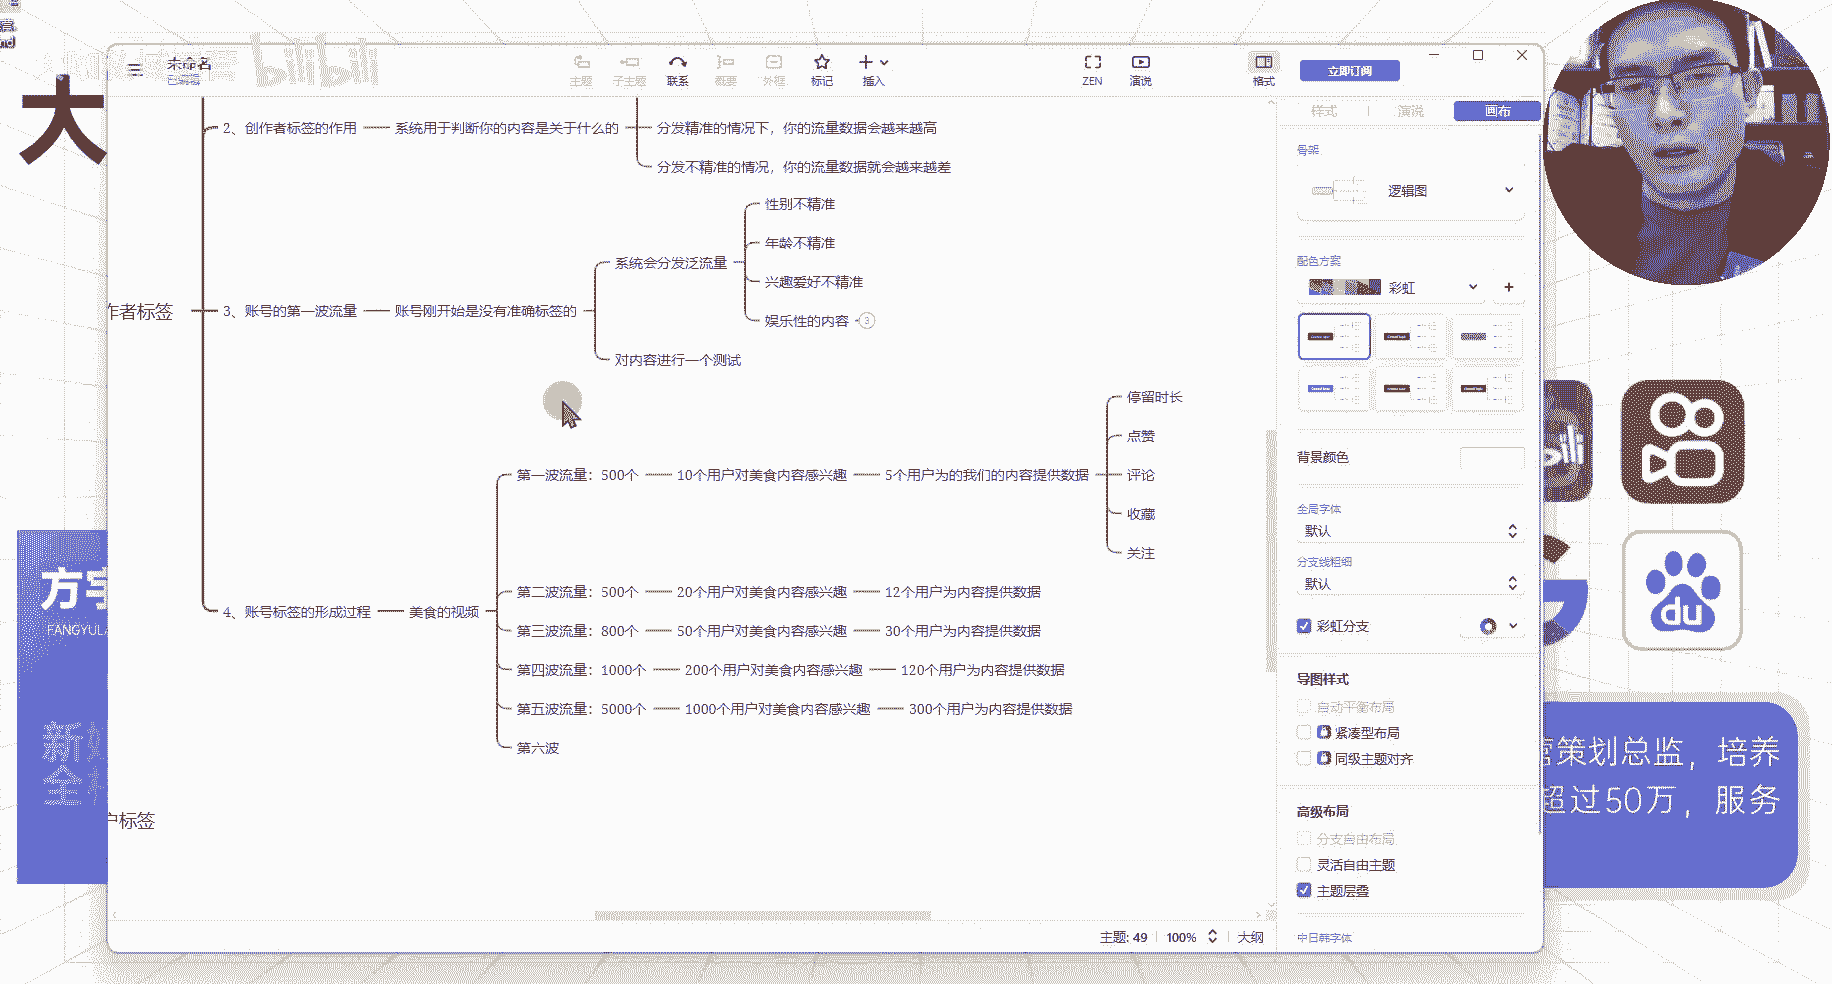 未命名
已编辑
bilibili
主题
子主题
联系
概要
外框
标记
插入
ZEN
演说
格式
立即订阅
大
2、创作者标签的作用
系统用于判断你的内容是关于什么的
分发精准的情况下，你的流量数据会越来越高
分发不精准的情况，你的流量数据就会越来越差
作者标签
3、账号的第一波流量
账号刚开始是没有准确标签的
系统会分发泛流量
性别不精准
年龄不精准
兴趣爱好不精准
娱乐性的内容
3
对内容进行一个测试
4、账号标签的形成过程
美食的视频
第一波流量：500个
10个用户对美食内容感兴趣
5个用户为的我们的内容提供数据
停留时长
点赞
评论
收藏
关注
第二波流量：500个
20个用户对美食内容感兴趣
12个用户为内容提供数据
第三波流量：800个
50个用户对美食内容感兴趣
30个用户为内容提供数据
第四波流量：1000个
200个用户对美食内容感兴趣
120个用户为内容提供数据
第五波流量：5000个
1000个用户对美食内容感兴趣
300个用户为内容提供数据
第六波
户标签
主题: 49
100%
大纲
样式
演说
画布
骨架
逻辑图
配色方案
彩虹
背景颜色
全局字体
默认
分支线粗细
默认
彩虹分支
导图样式
自动平衡布局
紧凑型布局
同级主题对齐
高级布局
分支自由布局
灵活自由主题
主题层叠
中日韩字体
方宇
FANGYULA
新
全
du
营策划总监，培养
超过50万，服务